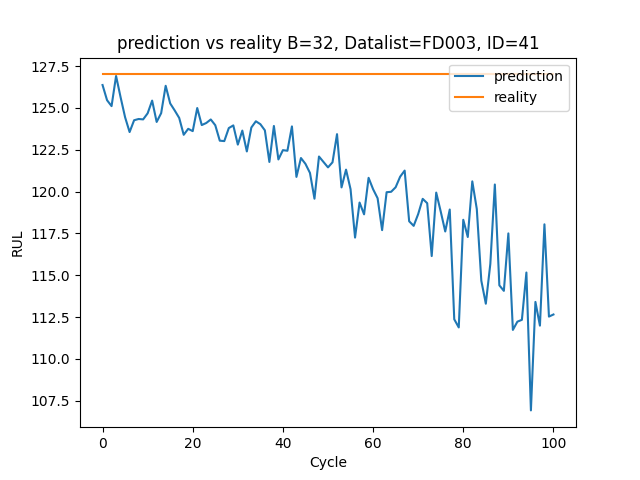 prediction vs reality B=32, Datalist=FD003, ID=41
127.5
125.0
122.5
120.0
117.5
115.0
112.5
110.0
107.5
RUL
prediction
reality
0 20 40 60 80 100
Cycle